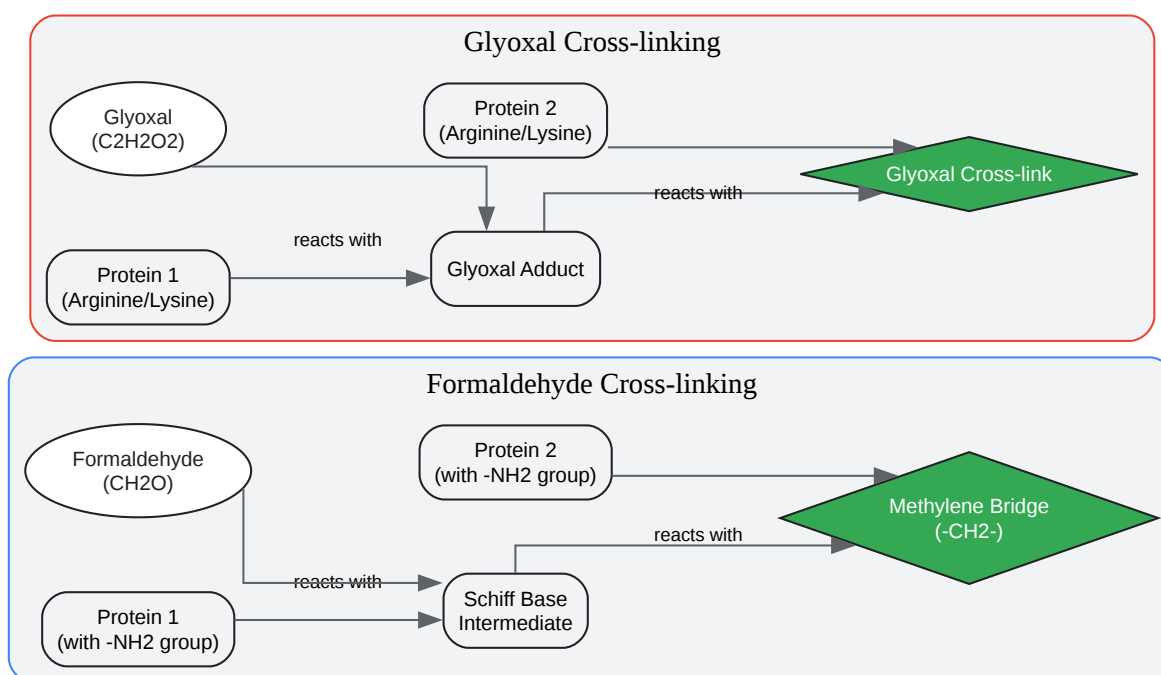 Glyoxal Cross-linking
Glyoxal
(C2H2O2)
Protein 2
(Arginine/Lysine)
Glyoxal Cross-link
reacts with
reacts with
Glyoxal Adduct
Protein 1
(Arginine/Lysine)
Formaldehyde Cross-linking
Formaldehyde
(CH2O)
Protein 2
(with -NH2 group)
Methylene Bridge
(-CH2-)
reacts with
reacts with
Schiff Base
Intermediate
Protein 1
(with -NH2 group)